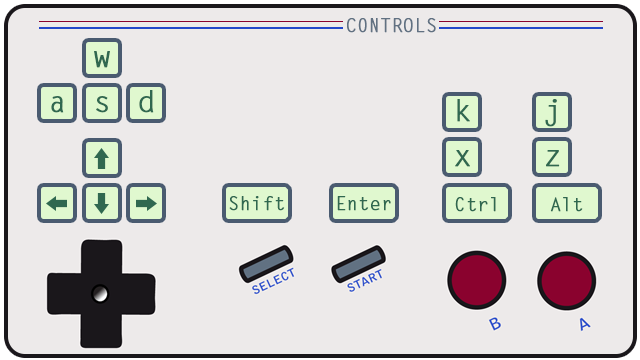 CONTROLS
w
a s d
k j
x z
↑
← ↓ →
Shift Enter Ctrl Alt
SELECT START
B A